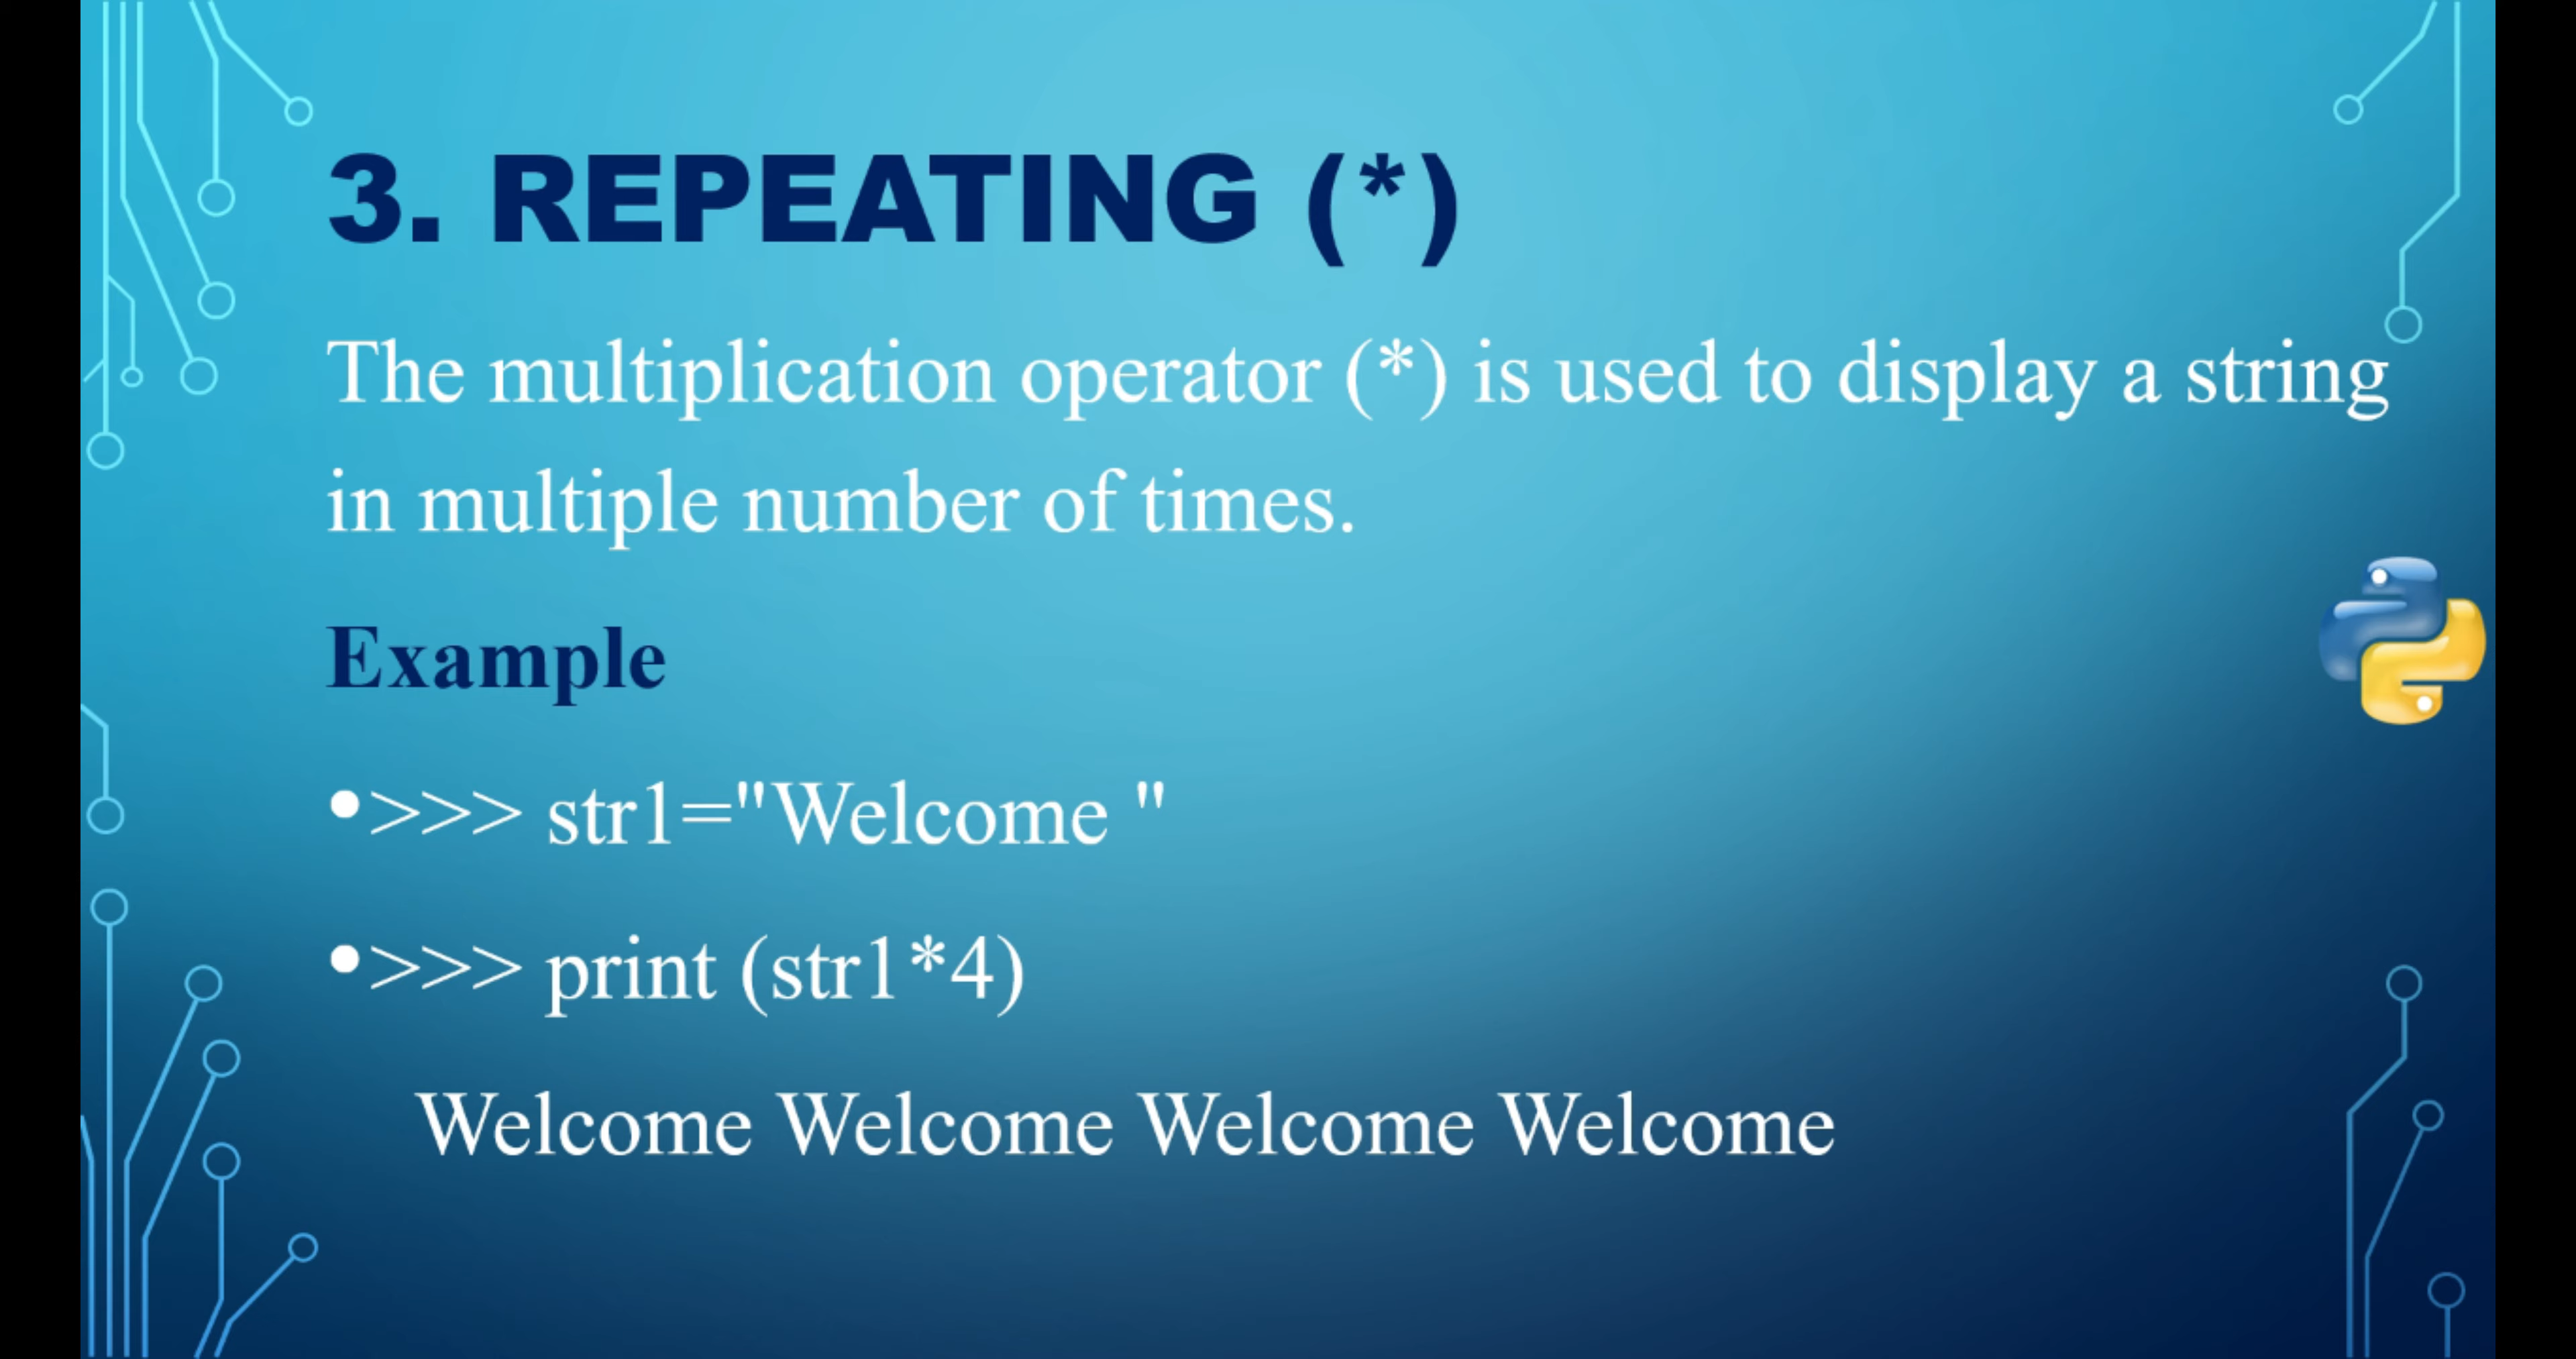 3. REPEATING (*)
The multiplication operator (*) is used to display a string
in multiple number of times.
Example
•>>> str1="Welcome "
•>>> print (str1*4)
Welcome Welcome Welcome Welcome